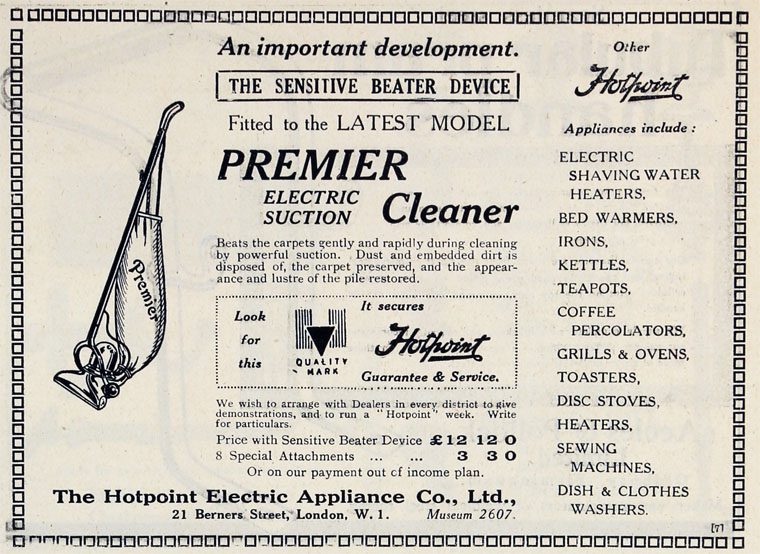 An important development.
THE SENSITIVE BEATER DEVICE
Fitted to the LATEST MODEL
PREMIER
ELECTRIC
SUCTION
Cleaner
Beats the carpets gently and rapidly during cleaning
by powerful suction. Dust and embedded dirt is
disposed of, the carpet preserved, and the appear-
ance and lustre of the pile restored.
Premier
Look
for
this
QUALITY
MARK
It secures
Hotpoint
Guarantee & Service.
We wish to arrange with Dealers in every district to give
demonstrations, and to run a "Hotpoint" week. Write
for particulars.
Price with Sensitive Beater Device £12 12 0
8 Special Attachments ... ... 3 3 0
Or on our payment out of income plan.
The Hotpoint Electric Appliance Co., Ltd.,
21 Berners Street, London, W. 1. Museum 2607.
Other
Hotpoint
Appliances include :
ELECTRIC
SHAVING WATER
HEATERS,
BED WARMERS,
IRONS,
KETTLES,
TEAPOTS,
COFFEE
PERCOLATORS,
GRILLS & OVENS,
TOASTERS,
DISC STOVES,
HEATERS,
SEWING
MACHINES,
DISH & CLOTHES
WASHERS.
[7]